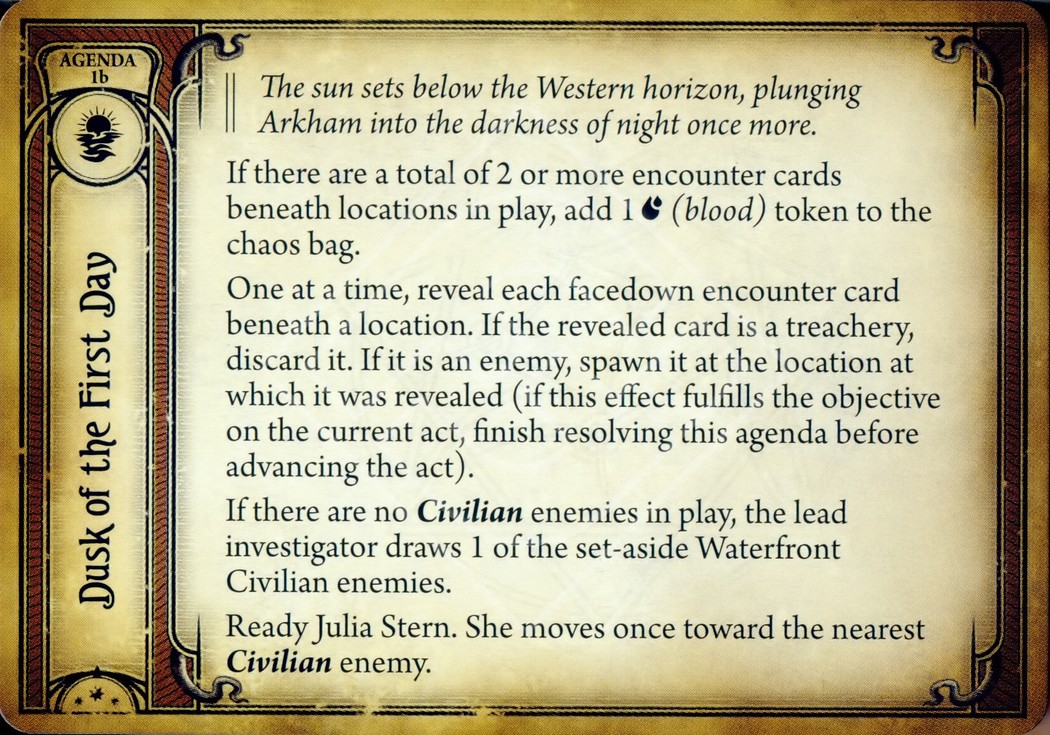 AGENDA
1b
Dusk of the First Day
The sun sets below the Western horizon, plunging
Arkham into the darkness of night once more.
If there are a total of 2 or more encounter cards
beneath locations in play, add 1 (blood) token to the
chaos bag.
One at a time, reveal each facedown encounter card
beneath a location. If the revealed card is a treachery,
discard it. If it is an enemy, spawn it at the location at
which it was revealed (if this effect fulfills the objective
on the current act, finish resolving this agenda before
advancing the act).
If there are no Civilian enemies in play, the lead
investigator draws 1 of the set-aside Waterfront
Civilian enemies.
Ready Julia Stern. She moves once toward the nearest
Civilian enemy.